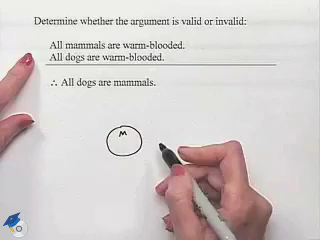 Determine whether the argument is valid or invalid:
All mammals are warm-blooded.
All dogs are warm-blooded.
∴ All dogs are mammals.
M